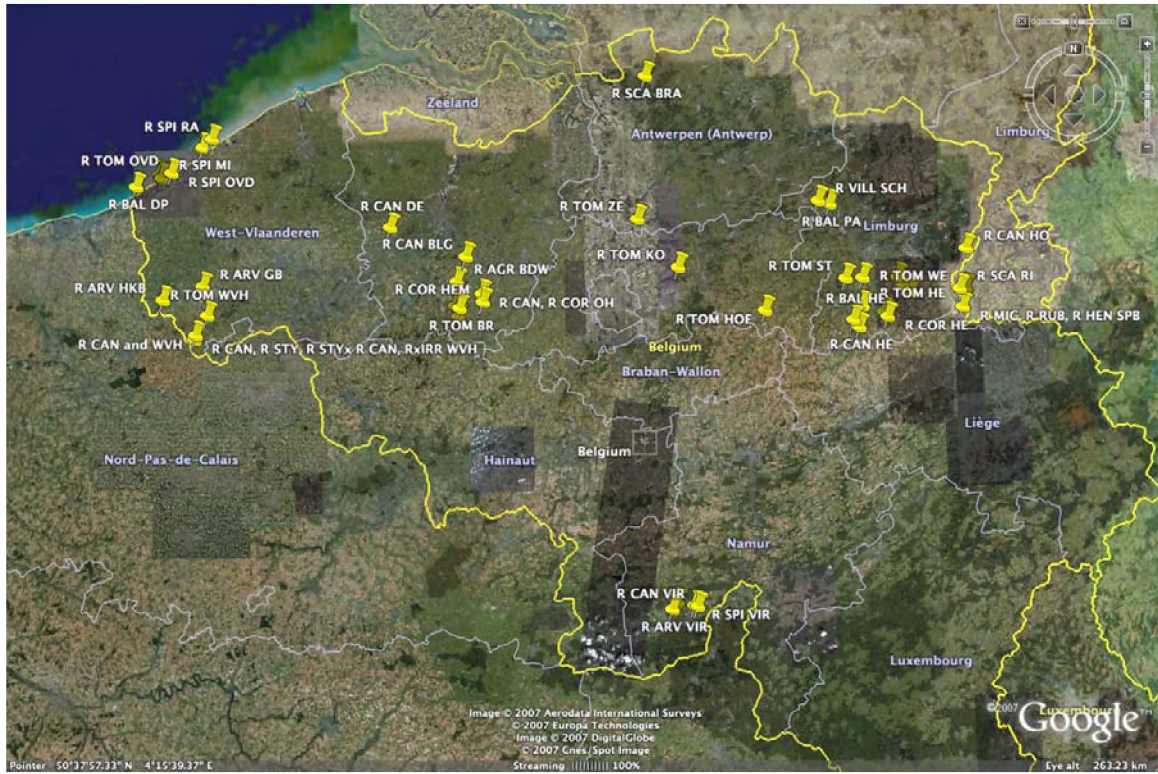 N
Zeeland
R SCA BRA
Antwerpen (Antwerp)
Limburg
R SPI RA
R TOM OVD
R SPI MI
R SPI OVD
R BAL DP
R CAN DE
R TOM ZE
R VILL SCH
R BAL PA
Limburg
West-Vlaanderen
R CAN BLG
R CAN HO
R TOM KO
R AGR BDW
R TOM ST
R TOM WE
R SCA RI
R ARV GB
R ARV HKB
R TOM WVH
R COR HEM
R CAN, R COR OH
R BAL HE
R TOM HE
R TOM BR
R TOM HOE
R COR HE
R MIG, R RUB, R HEN SPB
R CAN and WVH
R CAN, R STY, R STYx R CAN, RxIRR WVH
Belgium
R CAN HE
Braban-Wallon
Liège
Nord-Pas-de-Calais
Hainaut
Belgium
Namur
R CAN VIR
R SPI VIR
R ARV VIR
Luxembourg
Image © 2007 Aerodata International Surveys
© 2007 Europa Technologies
Image © 2007 DigitalGlobe
© 2007 Cnes/Spot Image
©2007 Google™
Luxembourg
Pointer 50°37'57.33" N 4°15'39.37" E
Streaming |||||||||| 100%
Eye alt 263.23 km